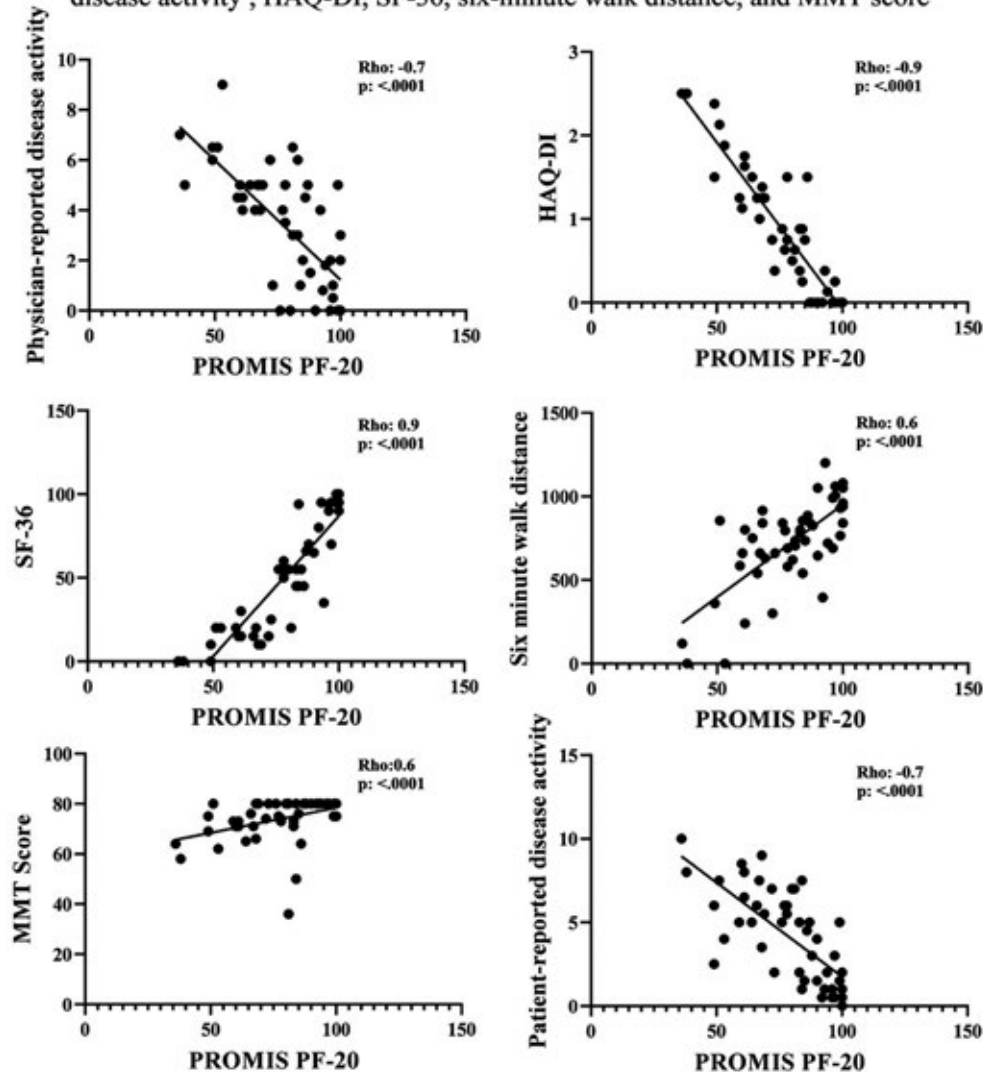 disease activity , HAQ-DI, SF-36, six-minute walk distance, and MMT score
Physician-reported disease activity
10
8
6
4
2
0
0
50
100
150
PROMIS PF-20
Rho: -0.7
p: <.0001
HAQ-DI
3
2
1
0
0
50
100
150
PROMIS PF-20
Rho: -0.9
p: <.0001
SF-36
150
100
50
0
0
50
100
150
PROMIS PF-20
Rho: 0.9
p: <.0001
Six minute walk distance
1500
1000
500
0
0
50
100
150
PROMIS PF-20
Rho: 0.6
p: <.0001
MMT Score
100
80
60
40
20
0
0
50
100
150
PROMIS PF-20
Rho:0.6
p: <.0001
Patient-reported disease activity
15
10
5
0
0
50
100
150
PROMIS PF-20
Rho: -0.7
p: <.0001